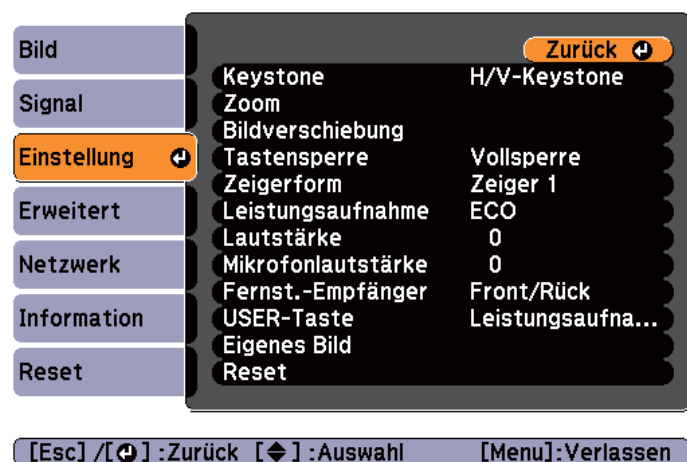 Bild
Signal
Einstellung
Erweitert
Netzwerk
Information
Reset
Zurück
Keystone H/V-Keystone
Zoom
Bildverschiebung
Tastensperre Vollsperre
Zeigerform Zeiger 1
Leistungsaufnahme ECO
Lautstärke 0
Mikrofonlautstärke 0
Fernst.-Empfänger Front/Rück
USER-Taste Leistungsaufna...
Eigenes Bild
Reset
[Esc] /[⏎] :Zurück [◆] :Auswahl [Menu]:Verlassen